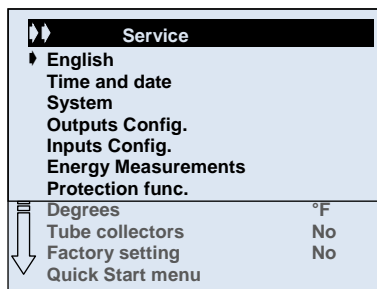 Service
English
Time and date
System
Outputs Config.
Inputs Config.
Energy Measurements
Protection func.
Degrees °F
Tube collectors No
Factory setting No
Quick Start menu